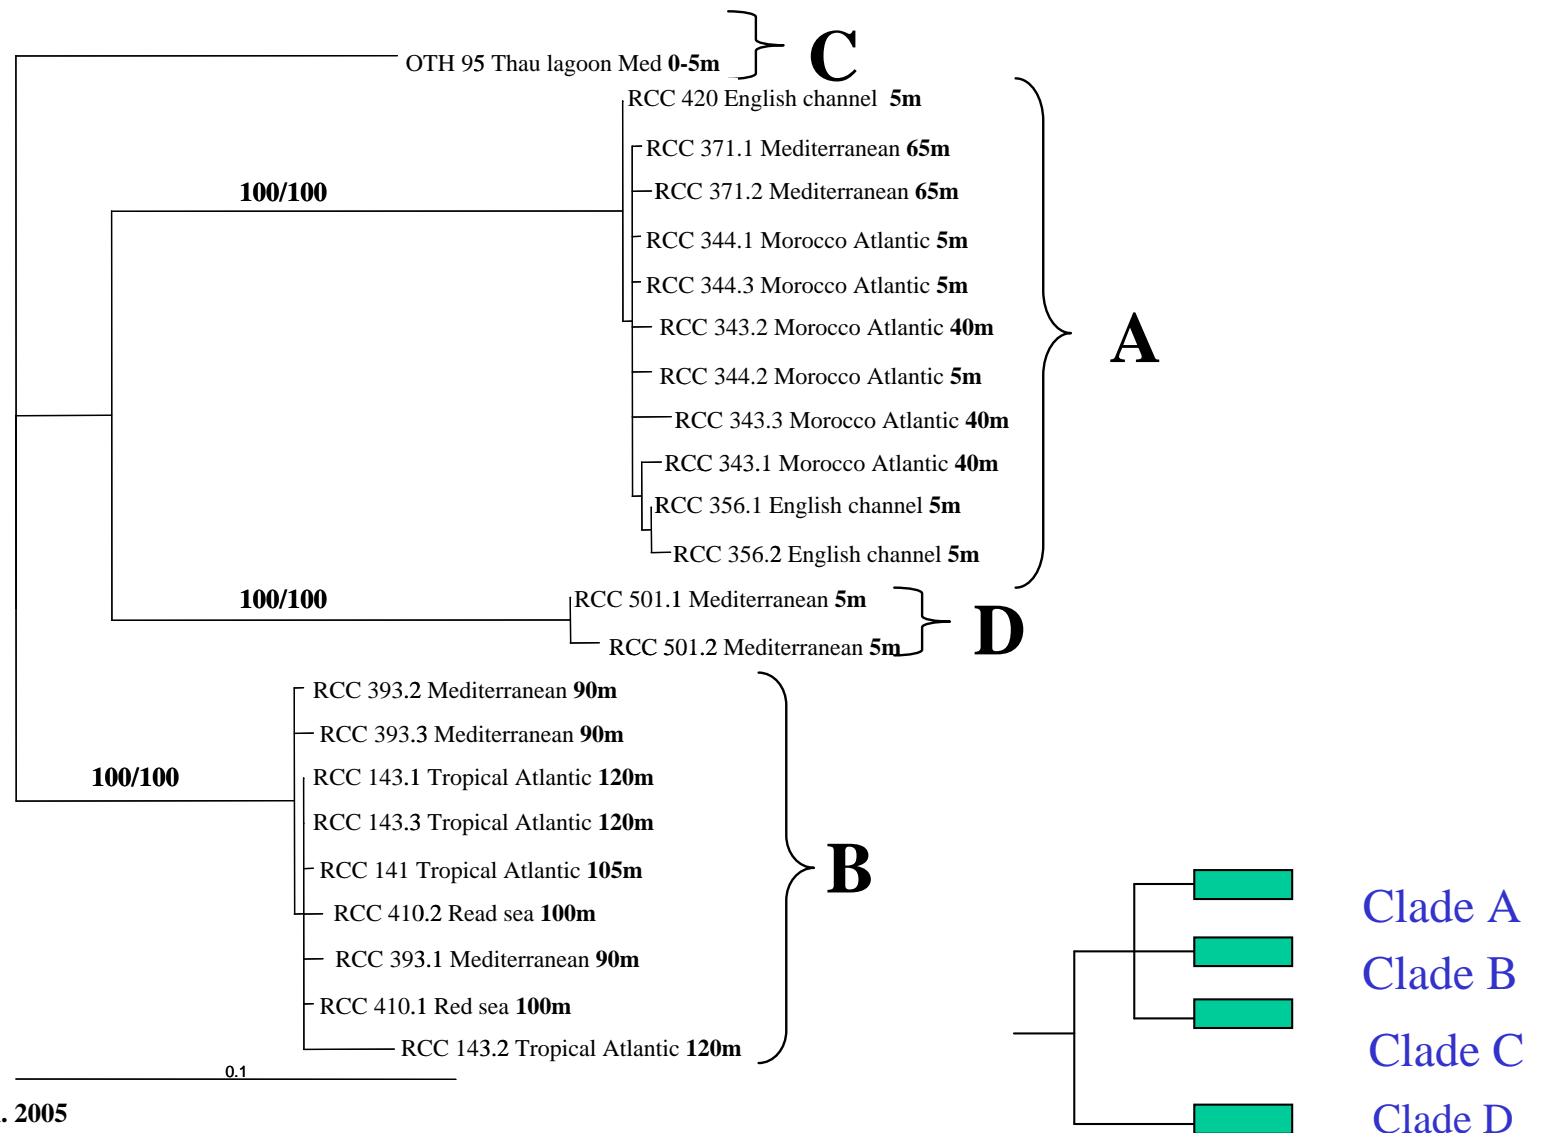 C
OTH 95 Thau lagoon Med 0-5m
RCC 420 English channel 5m
RCC 371.1 Mediterranean 65m
100/100
RCC 371.2 Mediterranean 65m
RCC 344.1 Morocco Atlantic 5m
RCC 344.3 Morocco Atlantic 5m
RCC 343.2 Morocco Atlantic 40m
A
RCC 344.2 Morocco Atlantic 5m
RCC 343.3 Morocco Atlantic 40m
RCC 343.1 Morocco Atlantic 40m
RCC 356.1 English channel 5m
RCC 356.2 English channel 5m
100/100
RCC 501.1 Mediterranean 5m
D
RCC 501.2 Mediterranean 5m
RCC 393.2 Mediterranean 90m
RCC 393.3 Mediterranean 90m
100/100
RCC 143.1 Tropical Atlantic 120m
RCC 143.3 Tropical Atlantic 120m
RCC 141 Tropical Atlantic 105m
B
RCC 410.2 Read sea 100m
RCC 393.1 Mediterranean 90m
RCC 410.1 Red sea 100m
RCC 143.2 Tropical Atlantic 120m
0.1
. 2005
Clade A
Clade B
Clade C
Clade D